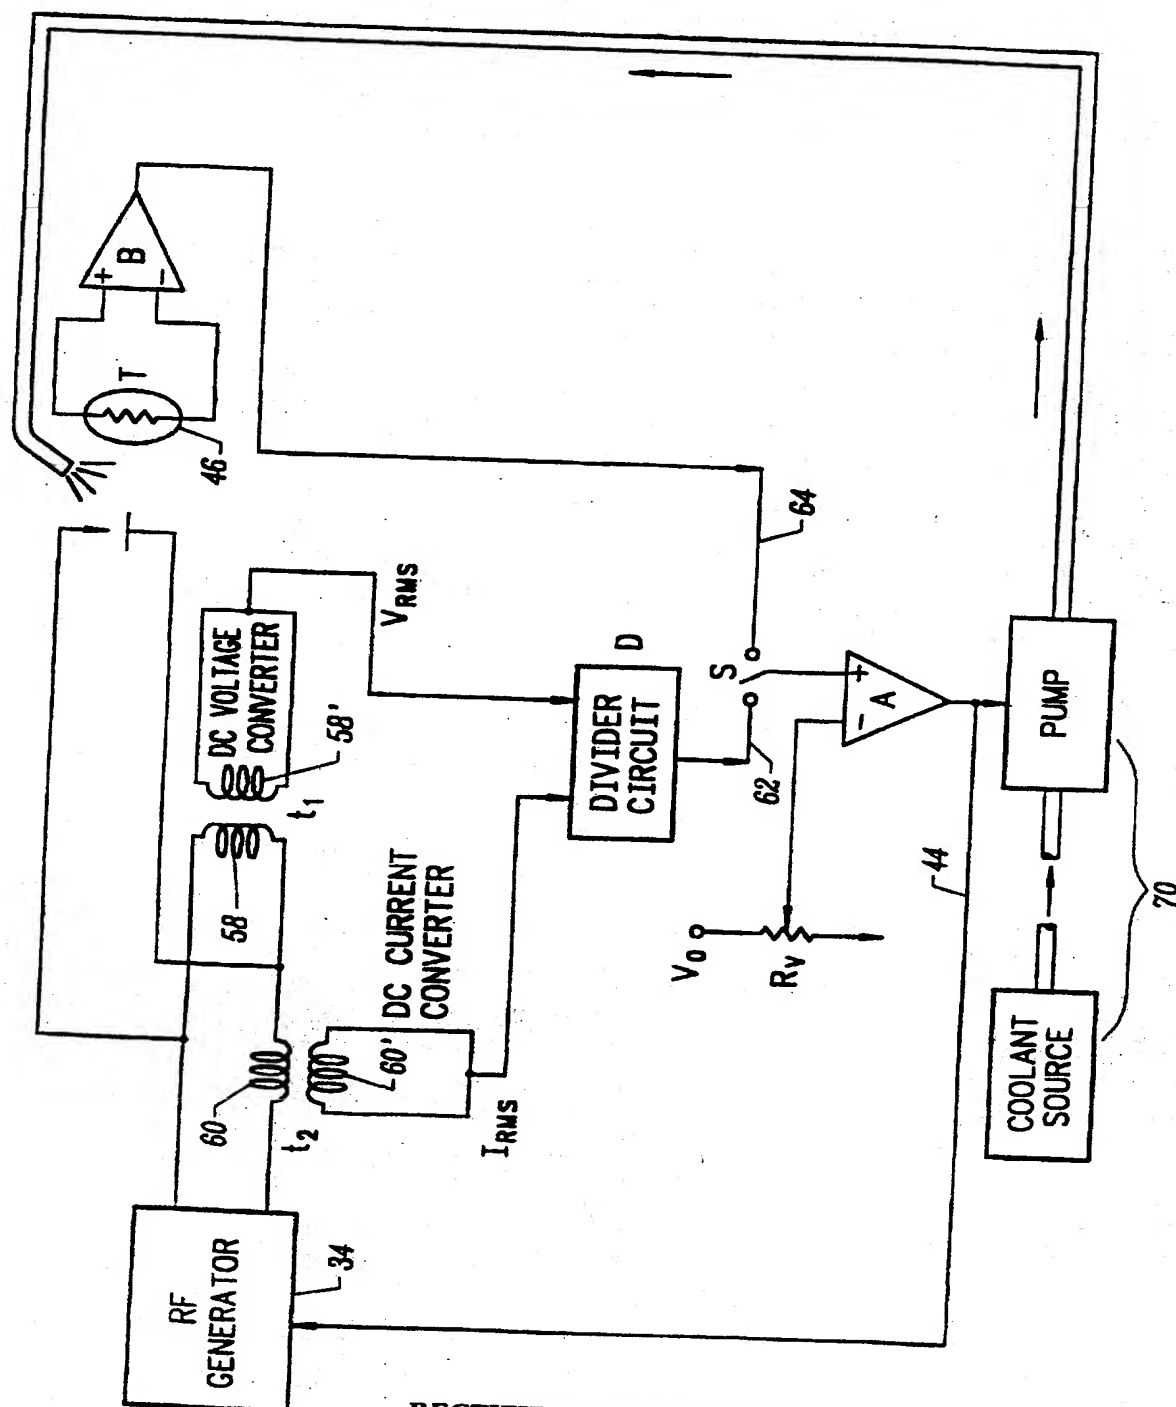 RF
GENERATOR
34
60
t2
60'
IRMS
DC CURRENT
CONVERTER
58
t1
58'
DC VOLTAGE
CONVERTER
VRMS
46
T
+
B
−
DIVIDER
CIRCUIT
D
62
S
64
V0
RV
−
A
+
44
COOLANT
SOURCE
PUMP
70